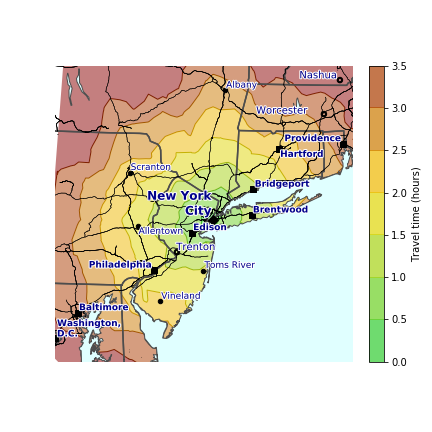 Nashua
Albany
Worcester
Providence
Hartford
Scranton
Bridgeport
New York
City
Brentwood
Edison
Allentown
Trenton
Philadelphia
Toms River
Vineland
Baltimore
Washington,
D.C.
3.5
3.0
2.5
2.0
1.5
1.0
0.5
0.0
Travel time (hours)